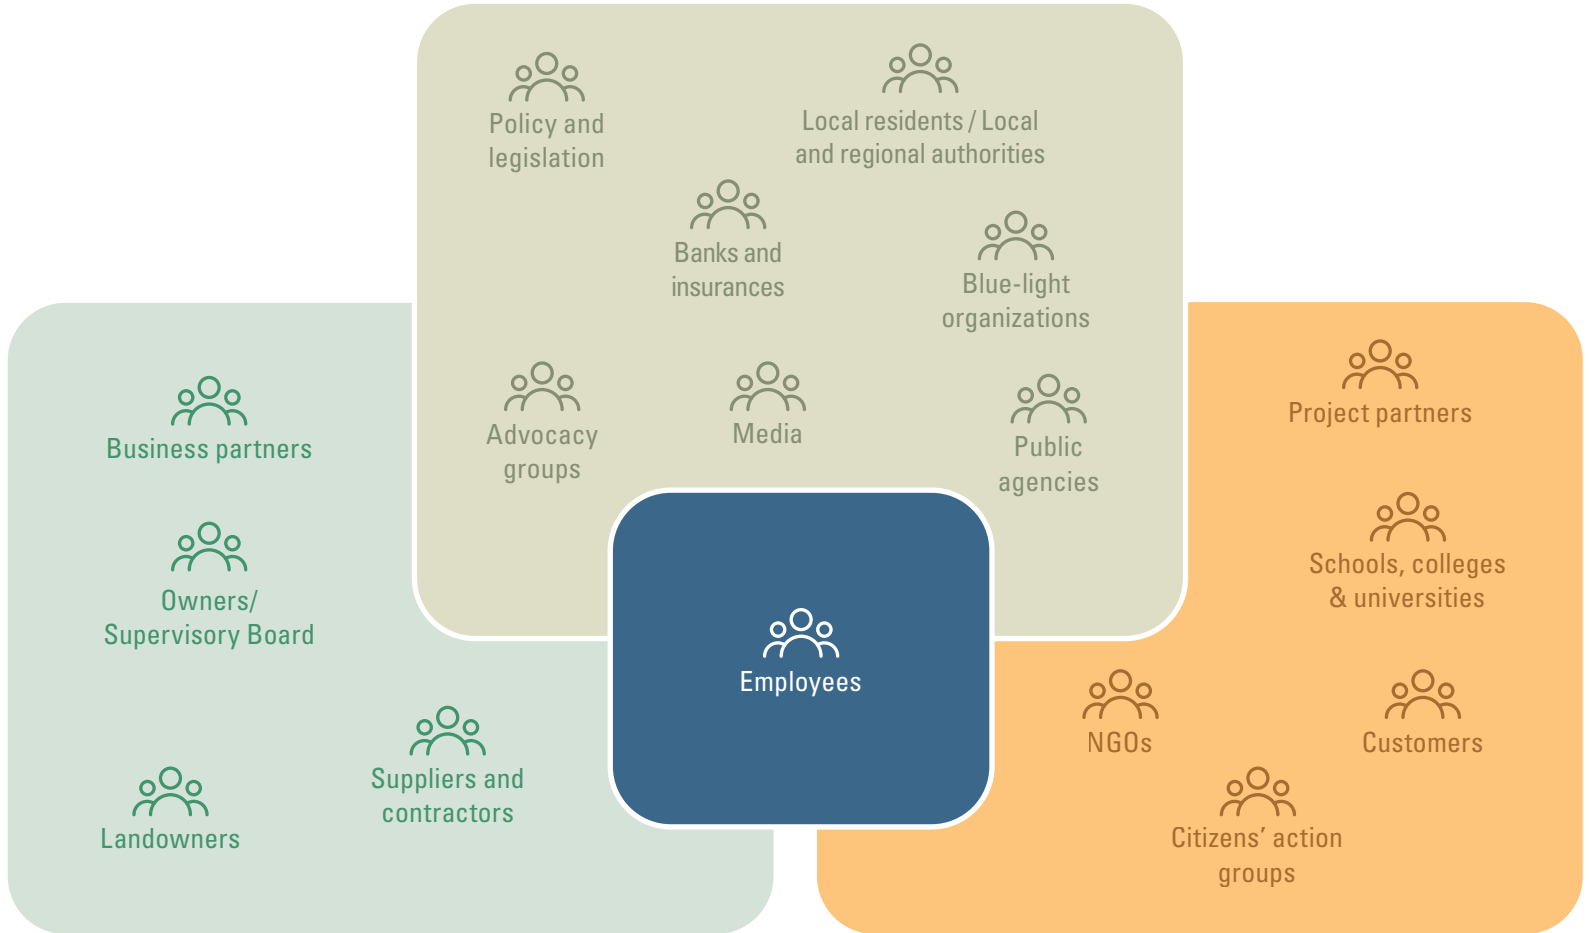 Policy and
legislation
Local residents / Local
and regional authorities
Banks and
insurances
Blue-light
organizations
Advocacy
groups
Media
Public
agencies
Business partners
Owners/
Supervisory Board
Suppliers and
contractors
Landowners
Employees
Project partners
Schools, colleges
& universities
NGOs
Customers
Citizens’ action
groups